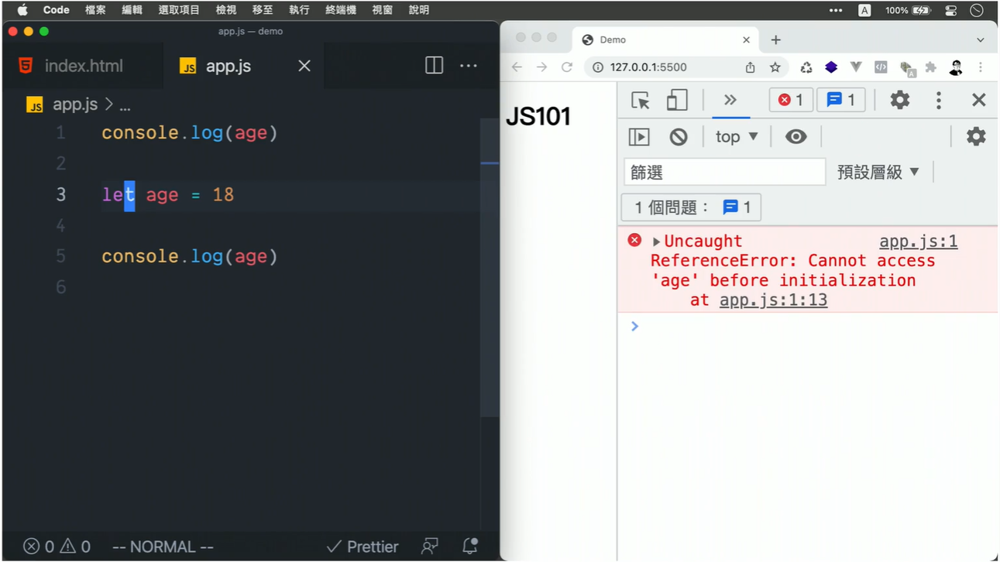 Code 檔案 編輯 選取項目 檢視 移至 執行 終端機 視窗 說明 ••• A 100%
app.js — demo
index.html
JS app.js
JS app.js > ...
1 console.log(age)
2
3 let age = 18
4
5 console.log(age)
6
0 0 -- NORMAL -- Prettier
Demo
127.0.0.1:5500
A
JS101
1 1
top
篩選 預設層級
1 個問題： 1
Uncaught app.js:1
ReferenceError: Cannot access
'age' before initialization
at app.js:1:13